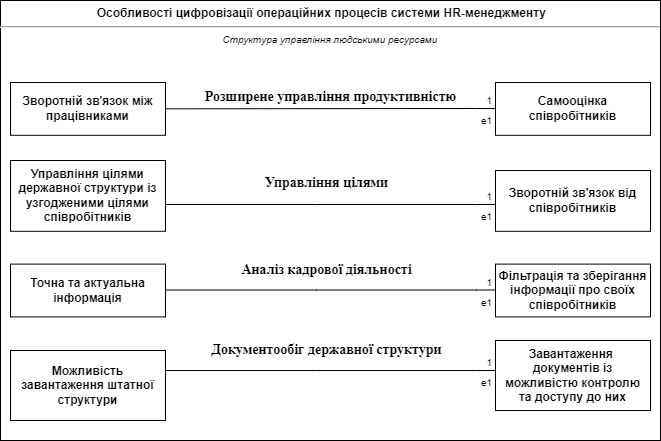 Особливості цифровізації операційних процесів системи HR-менеджменту
Структура управління людськими ресурсами
Зворотній зв'язок між
працівниками
Розширене управління продуктивністю
1
e1
Самооцінка
співробітників
Управління цілями
державної структури із
узгодженими цілями
співробітників
Управління цілями
1
e1
Зворотній зв'язок від
співробітників
Точна та актуальна
інформація
Аналіз кадрової діяльності
1
e1
Фільтрація та зберігання
інформації про своїх
співробітників
Можливість
завантаження штатної
структури
Документообіг державної структури
1
e1
Завантаження
документів із
можливістю контролю
та доступу до них